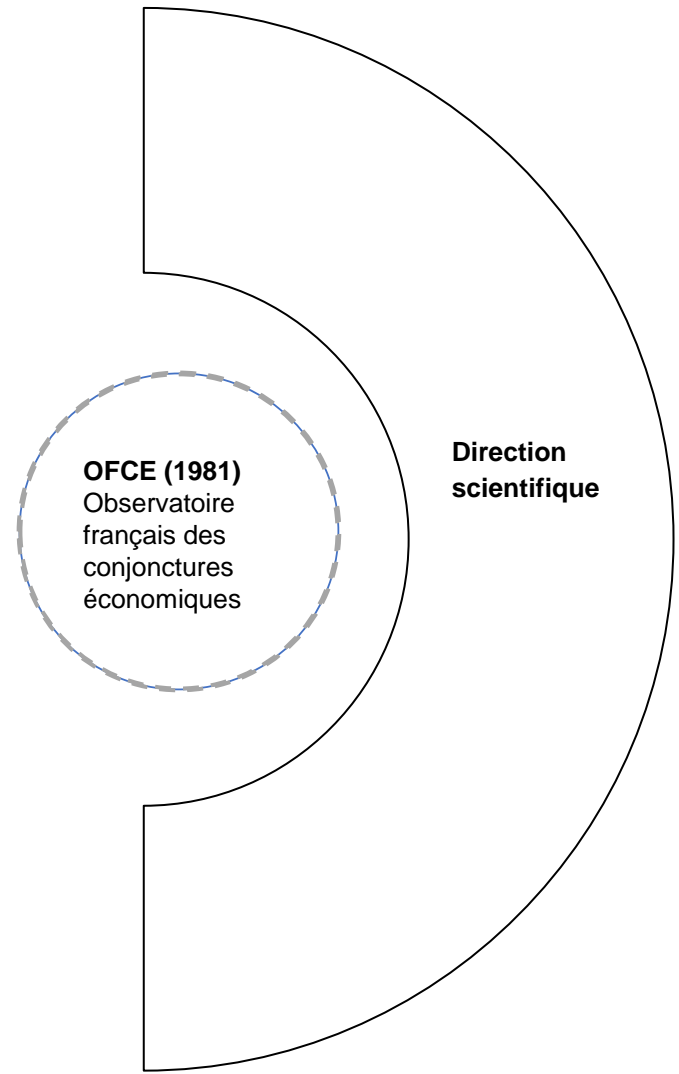 OFCE (1981)
Observatoire
français des
conjonctures
économiques
Direction
scientifique